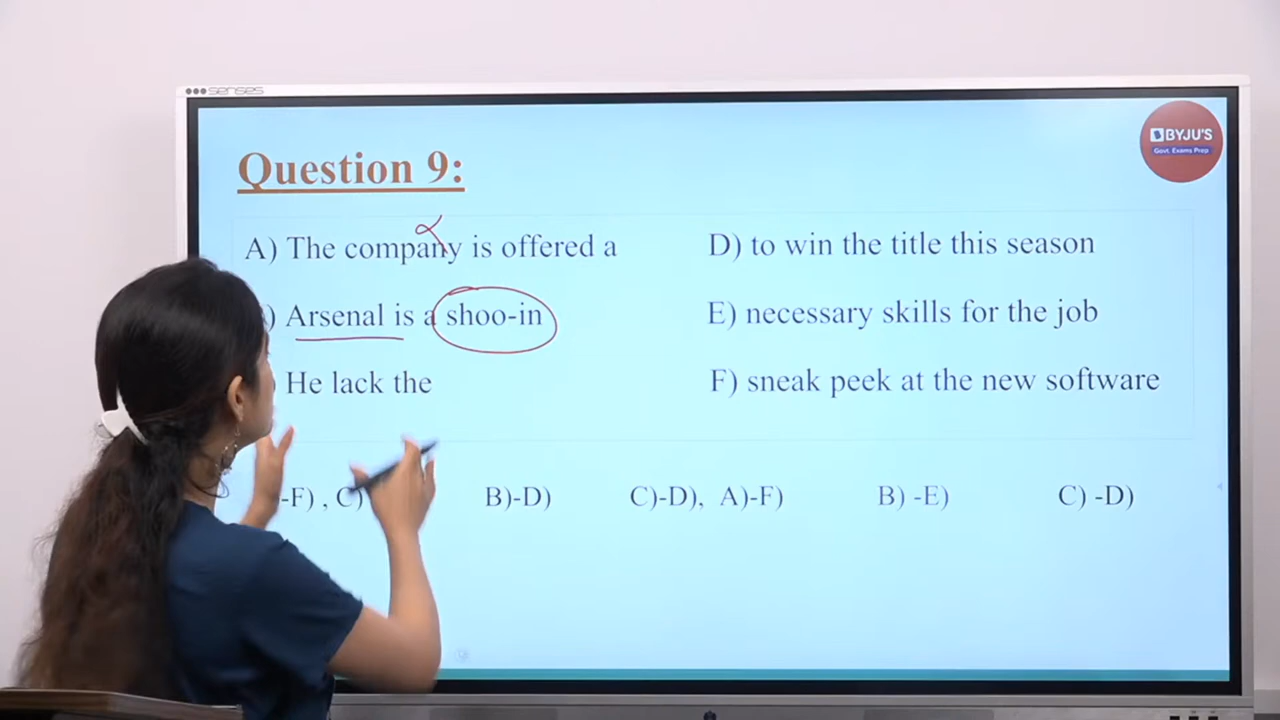 senses
BYJU'S
Govt. Exams Prep
Question 9:
A) The company is offered a
D) to win the title this season
) Arsenal is a shoo-in
E) necessary skills for the job
He lack the
F) sneak peek at the new software
-F) , C)
B)-D)
C)-D), A)-F)
B) -E)
C) -D)